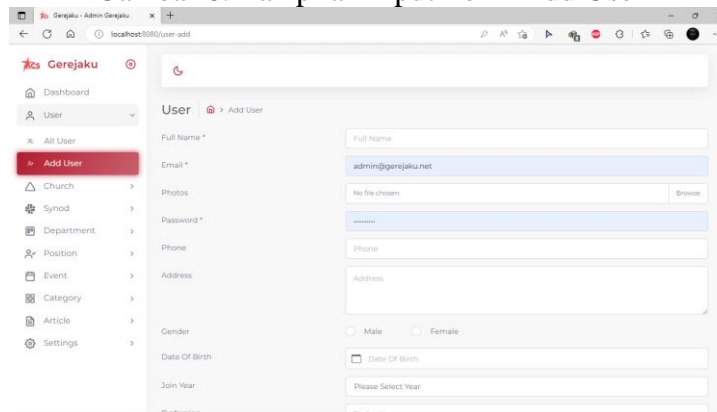 Gerejaku - Admin Gerejaku
localhost:8080/user-add
Gerejaku
Dashboard
User
All User
Add User
Church
Synod
Department
Position
Event
Category
Article
Settings
User > Add User
Full Name *
Full Name
Email *
admin@gerejaku.net
Photos
No file chosen
Browse
Password *
Phone
Phone
Address
Address
Gender
Male Female
Date Of Birth
Date Of Birth
Join Year
Please Select Year